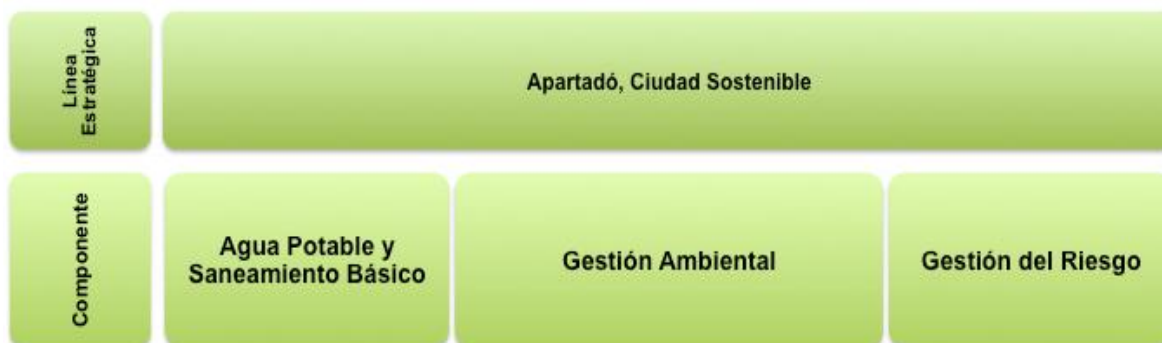 Línea
Estratégica
Apartadó, Ciudad Sostenible
Componente
Agua Potable y
Saneamiento Básico
Gestión Ambiental
Gestión del Riesgo